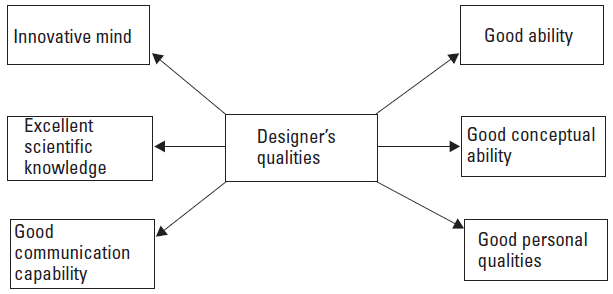 Innovative mind
Good ability
Excellent
scientific
knowledge
Designer's
qualities
Good conceptual
ability
Good
communication
capability
Good personal
qualities